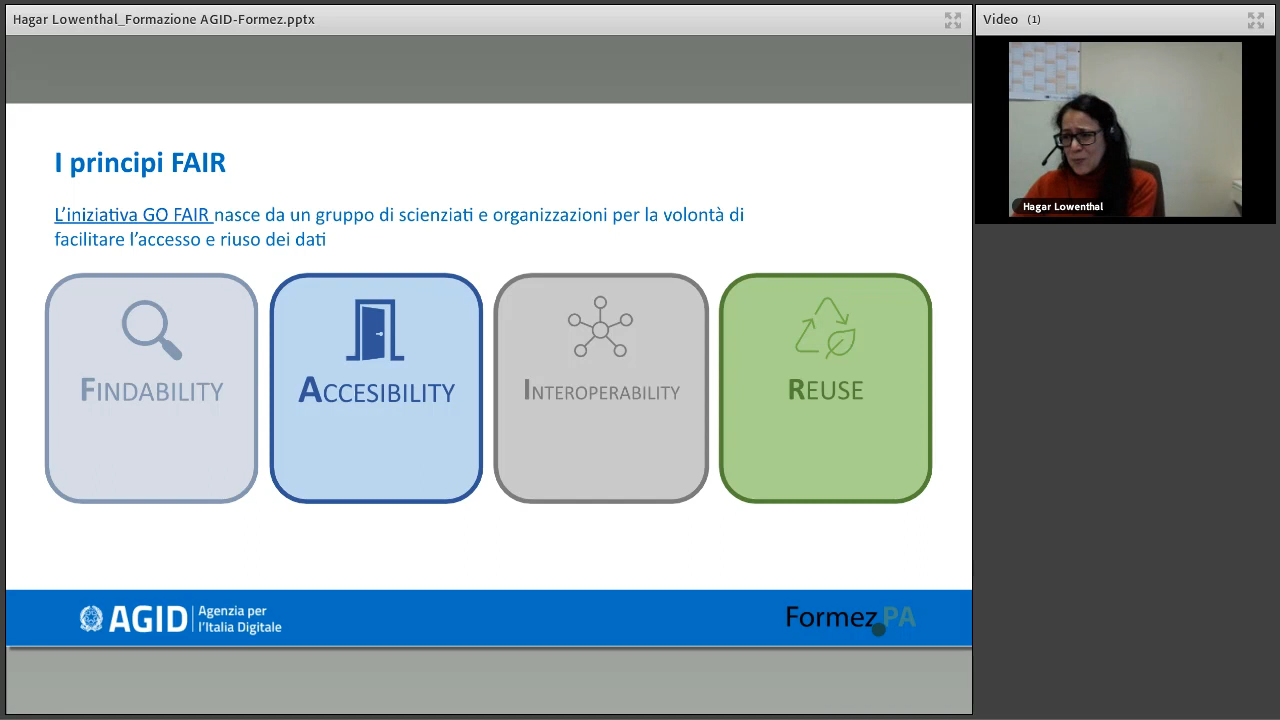 Hagar Lowenthal_Formazione AGID-Formez.pptx
Video (1)
Hagar Lowenthal
I principi FAIR
L'iniziativa GO FAIR nasce da un gruppo di scienziati e organizzazioni per la volontà di
facilitare l'accesso e riuso dei dati
FINDABILITY
ACCESIBILITY
INTEROPERABILITY
REUSE
AGID
Agenzia per
l'Italia Digitale
Formez PA